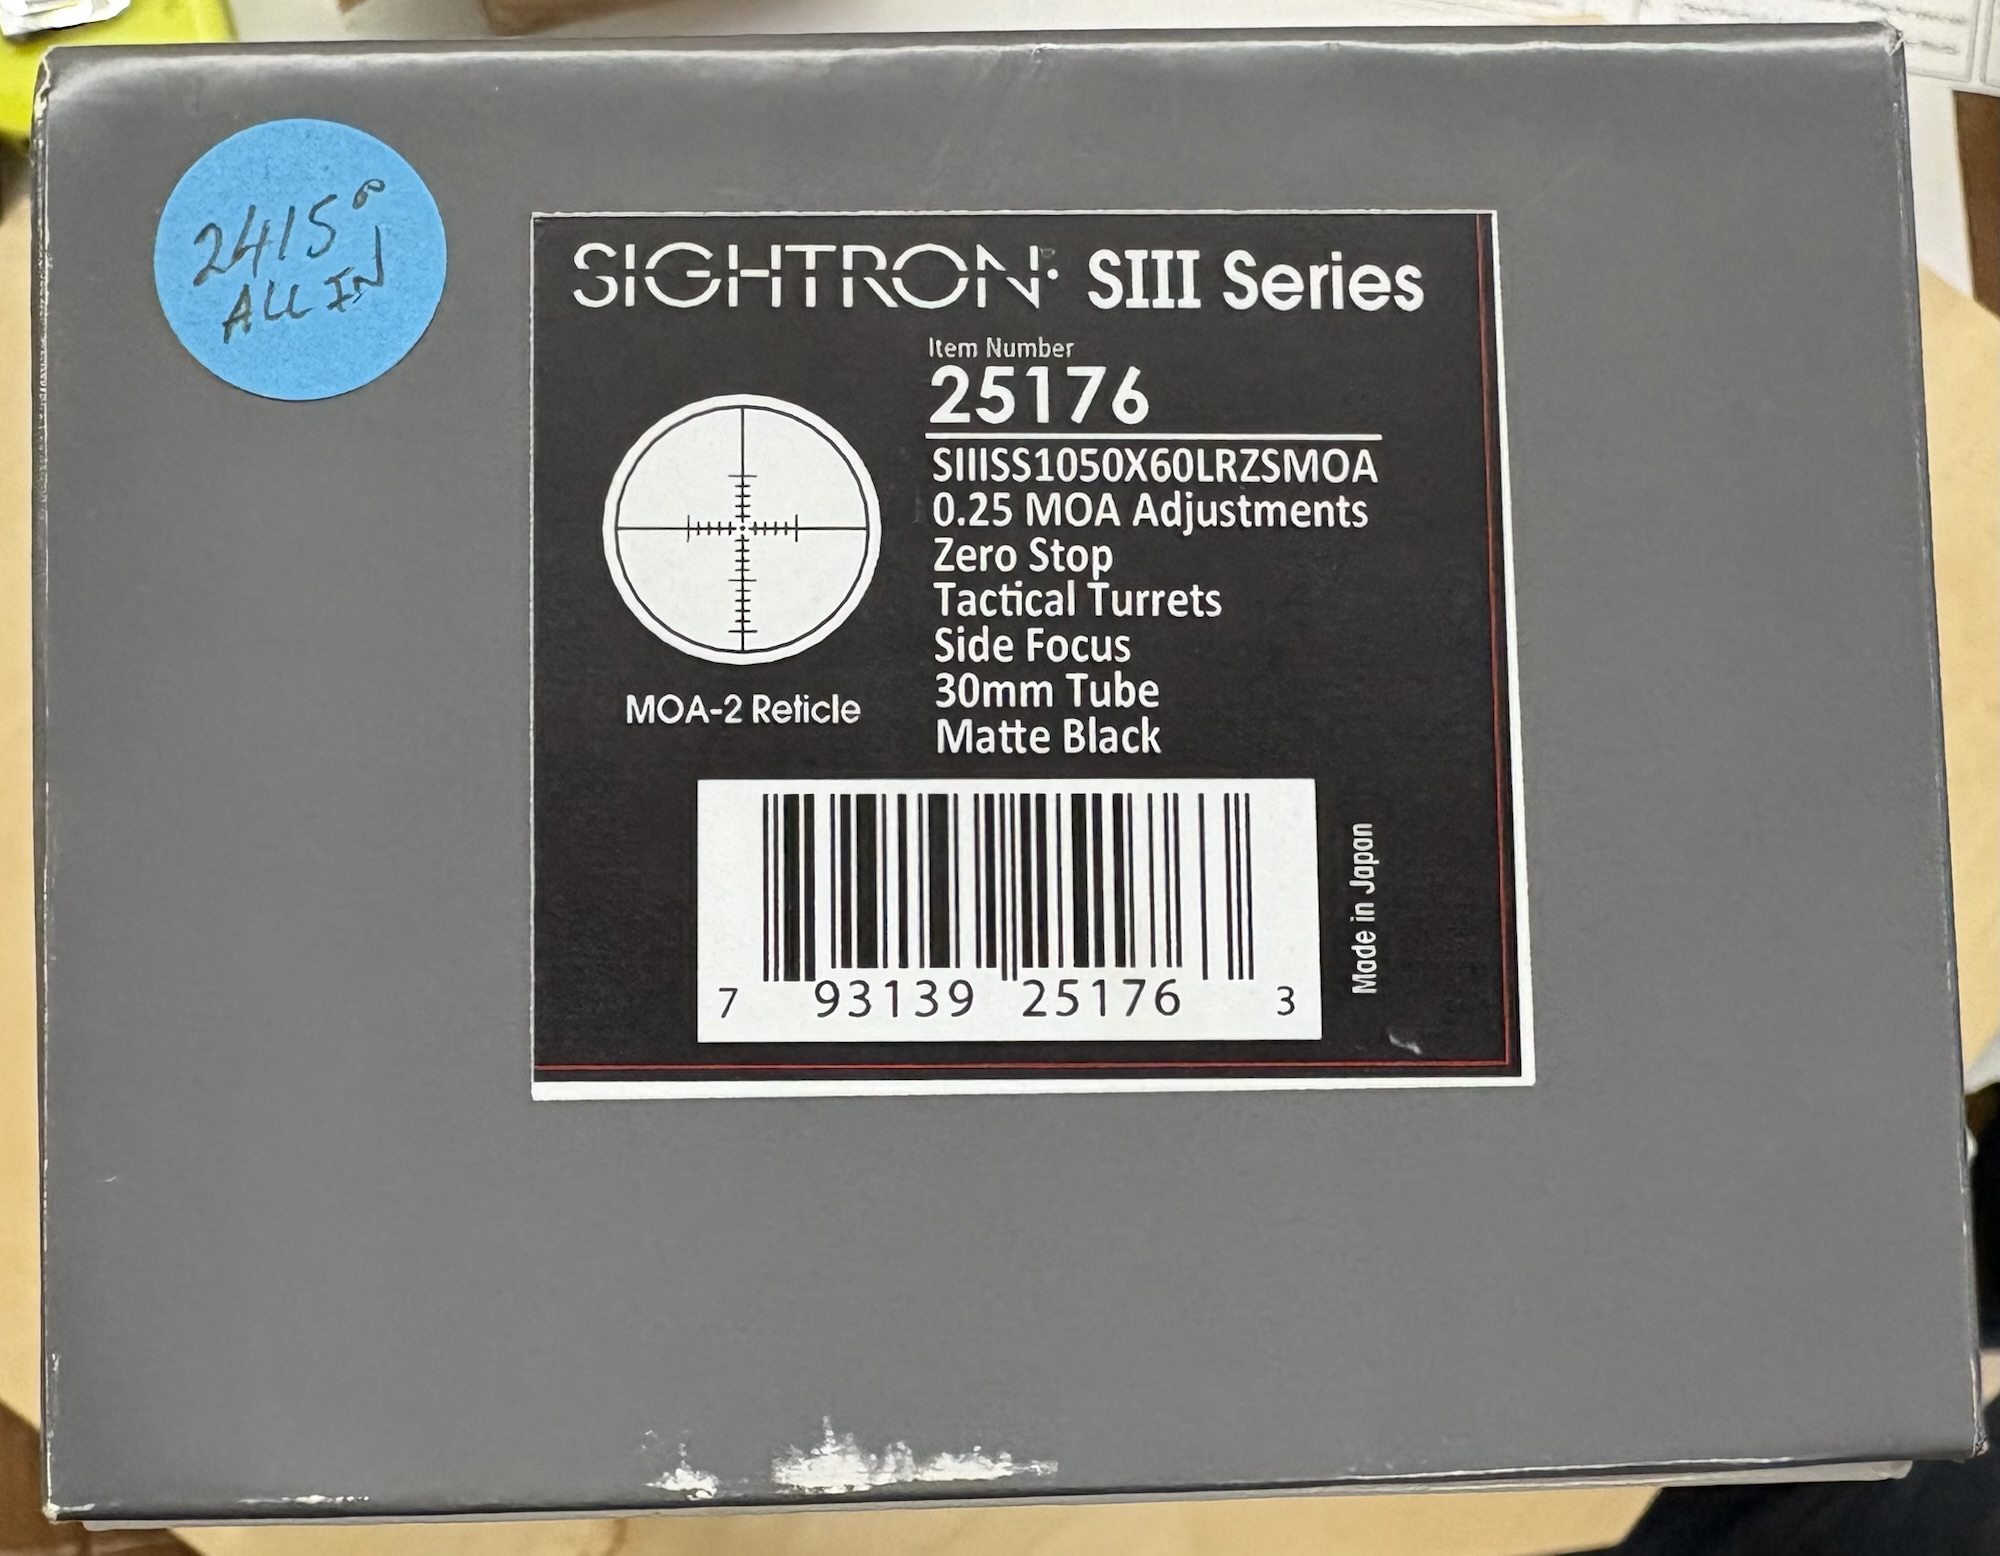 2415⁰⁰
ALL IN
SIGHTRON SIII Series
Item Number
25176
SIIISS1050X60LRZSMOA
0.25 MOA Adjustments
Zero Stop
Tactical Turrets
Side Focus
30mm Tube
Matte Black
MOA-2 Reticle
7 93139 25176 3
Made in Japan